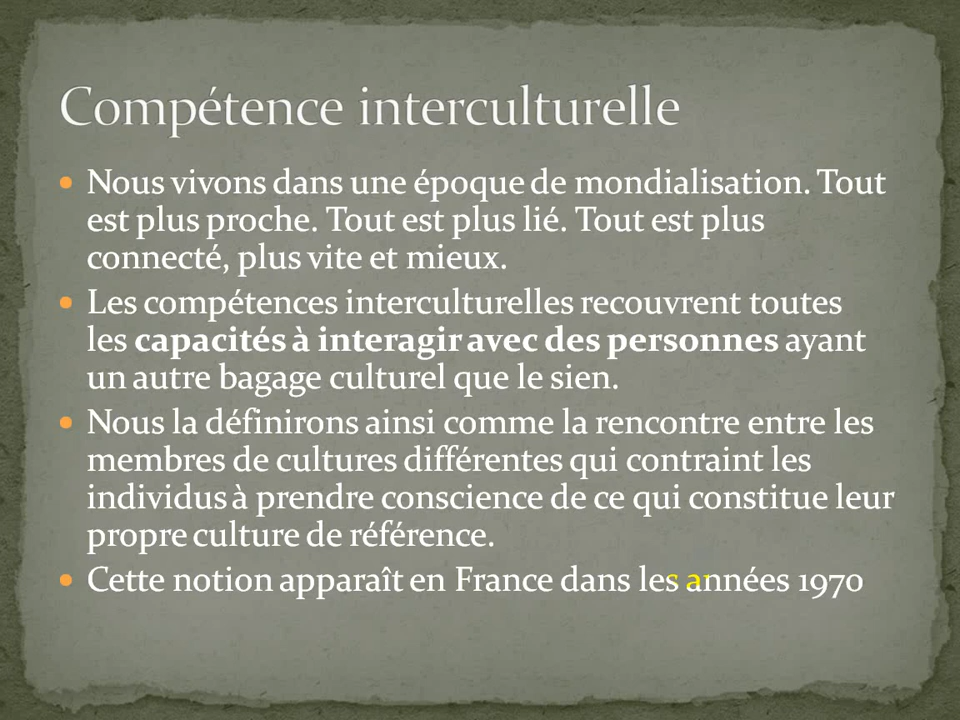 Compétence interculturelle
Nous vivons dans une époque de mondialisation. Tout
est plus proche. Tout est plus lié. Tout est plus
connecté, plus vite et mieux.
Les compétences interculturelles recouvrent toutes
les capacités à interagir avec des personnes ayant
un autre bagage culturel que le sien.
Nous la définirons ainsi comme la rencontre entre les
membres de cultures différentes qui contraint les
individus à prendre conscience de ce qui constitue leur
propre culture de référence.
Cette notion apparaît en France dans les années 1970